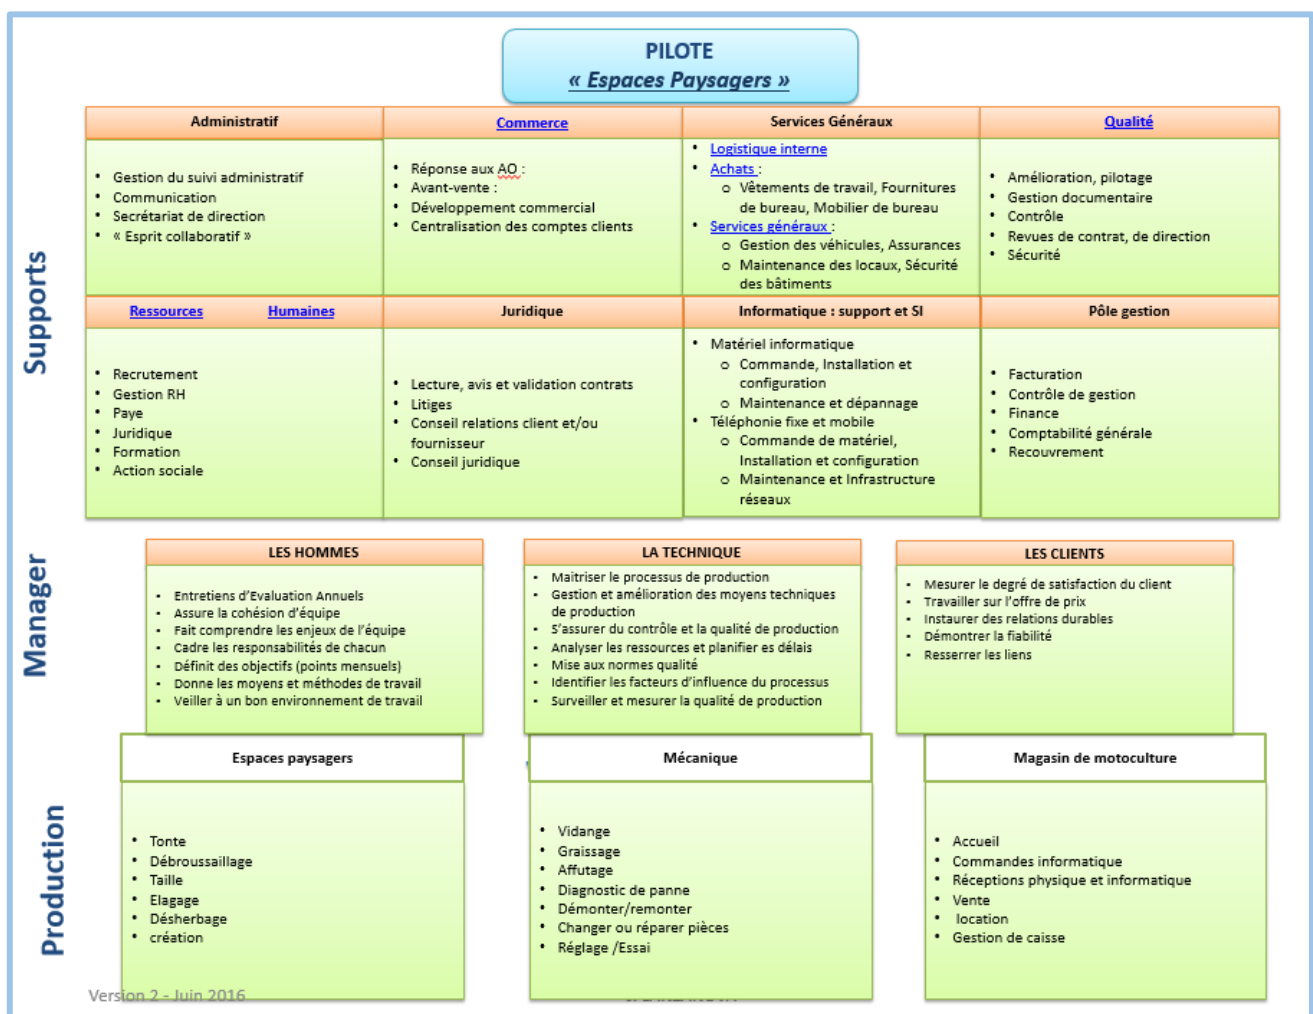 PILOTE
« Espaces Paysagers »
Supports
Administratif
Gestion du suivi administratif
Communication
Secrétariat de direction
« Esprit collaboratif »
Commerce
Réponse aux AO :
Avant-vente :
Développement commercial
Centralisation des comptes clients
Services Généraux
Logistique interne
Achats :
Vêtements de travail, Fournitures
de bureau, Mobilier de bureau
Services généraux :
Gestion des véhicules, Assurances
Maintenance des locaux, Sécurité
des bâtiments
Qualité
Amélioration, pilotage
Gestion documentaire
Contrôle
Revues de contrat, de direction
Sécurité
Ressources Humaines
Recrutement
Gestion RH
Paye
Juridique
Formation
Action sociale
Juridique
Lecture, avis et validation contrats
Litiges
Conseil relations client et/ou
fournisseur
Conseil juridique
Informatique : support et SI
Matériel informatique
Commande, Installation et
configuration
Maintenance et dépannage
Téléphonie fixe et mobile
Commande de matériel,
Installation et configuration
Maintenance et Infrastructure
réseaux
Pôle gestion
Facturation
Contrôle de gestion
Finance
Comptabilité générale
Recouvrement
Manager
LES HOMMES
Entretiens d'Evaluation Annuels
Assure la cohésion d'équipe
Fait comprendre les enjeux de l'équipe
Cadre les responsabilités de chacun
Définit des objectifs (points mensuels)
Donne les moyens et méthodes de travail
Veiller à un bon environnement de travail
LA TECHNIQUE
Maitriser le processus de production
Gestion et amélioration des moyens techniques
de production
S'assurer du contrôle et la qualité de production
Analyser les ressources et planifier es délais
Mise aux normes qualité
Identifier les facteurs d'influence du processus
Surveiller et mesurer la qualité de production
LES CLIENTS
Mesurer le degré de satisfaction du client
Travailler sur l'offre de prix
Instaurer des relations durables
Démontrer la fiabilité
Resserrer les liens
Production
Espaces paysagers
Tonte
Débroussaillage
Taille
Elagage
Désherbage
création
Mécanique
Vidange
Graissage
Affutage
Diagnostic de panne
Démonter/remonter
Changer ou réparer pièces
Réglage /Essai
Magasin de motoculture
Accueil
Commandes informatique
Réceptions physique et informatique
Vente
location
Gestion de caisse
Version 2 - Juin 2016